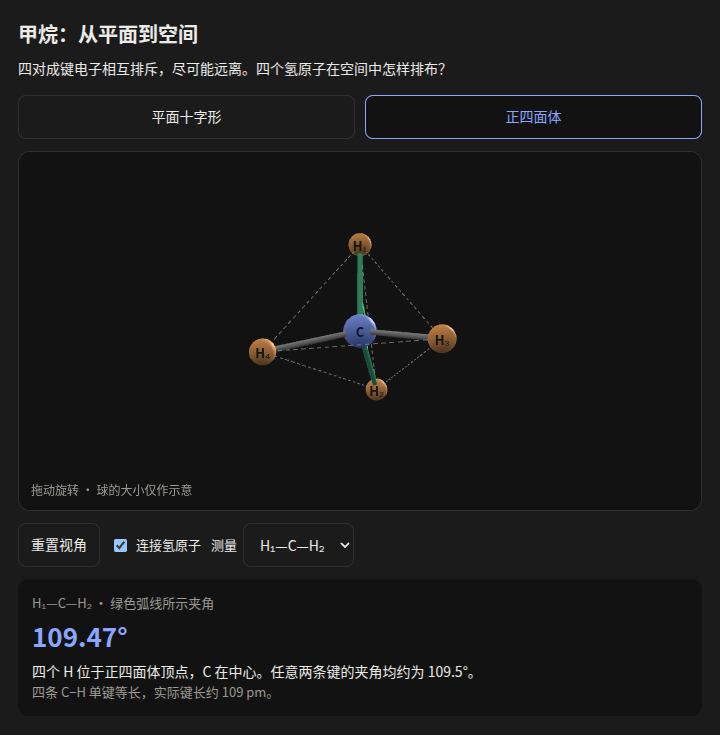 甲烷：从平面到空间
四对成键电子相互排斥，尽可能远离。四个氢原子在空间中怎样排布？
平面十字形
正四面体
H₁
C
H₄
H₃
H₂
拖动旋转 · 球的大小仅作示意
重置视角
连接氢原子
测量
H₁—C—H₂
H₁—C—H₂ · 绿色弧线所示夹角
109.47°
四个 H 位于正四面体顶点，C 在中心。任意两条键的夹角均约为 109.5°。
四条 C–H 单键等长，实际键长约 109 pm。